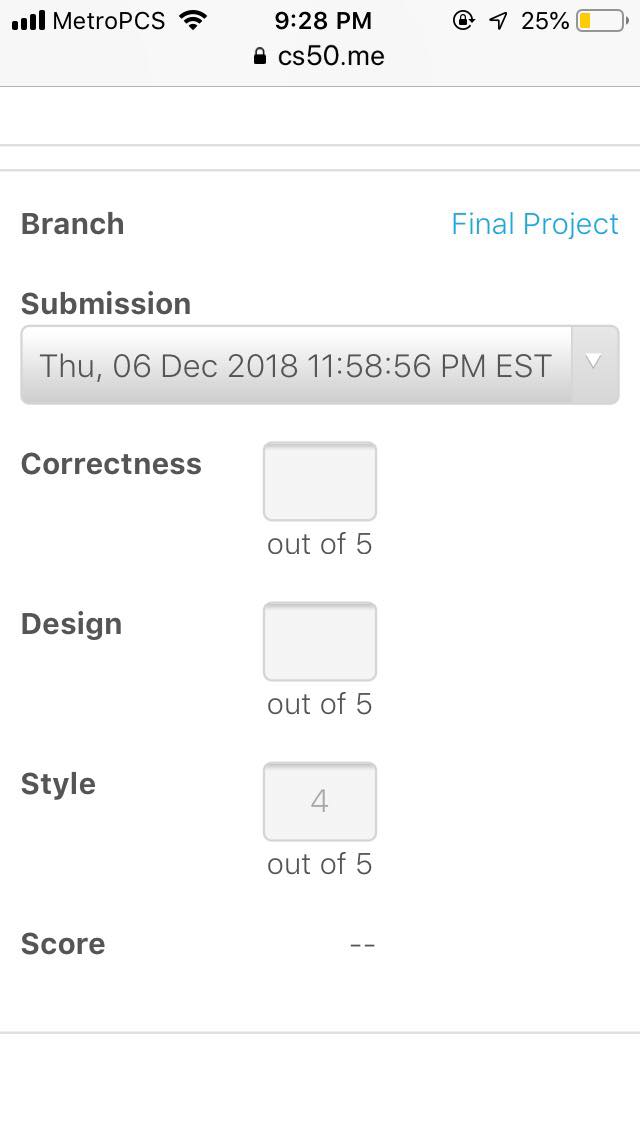 MetroPCS 9:28 PM 25%
cs50.me
Branch Final Project
Submission
Thu, 06 Dec 2018 11:58:56 PM EST
Correctness
out of 5
Design
out of 5
Style 4
out of 5
Score --